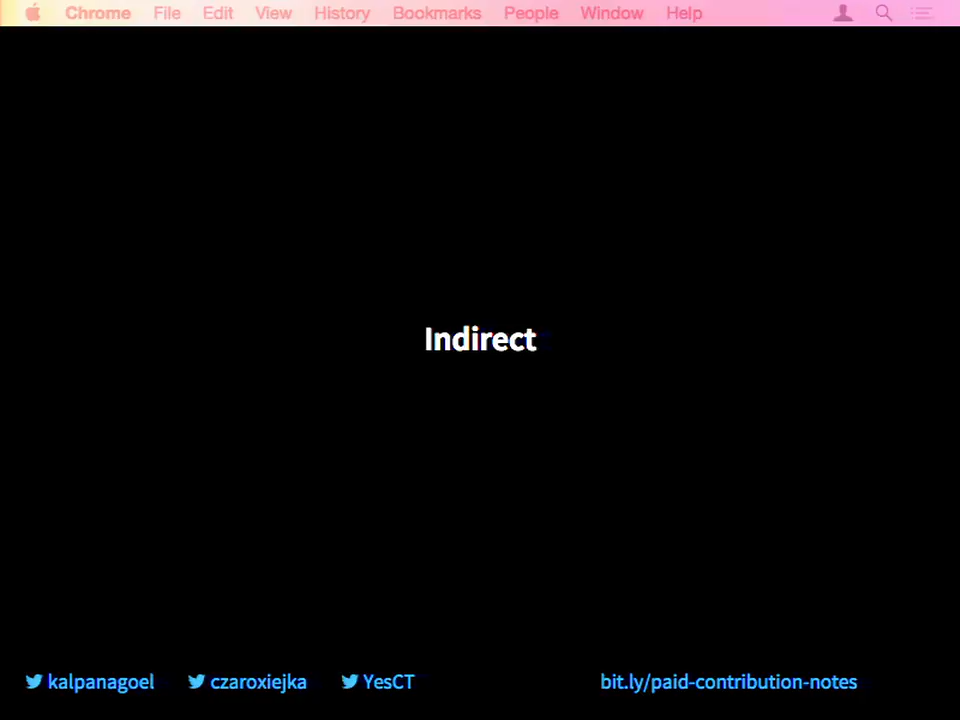 Chrome File Edit View History Bookmarks People Window Help
Indirect
kalpanagoel czaroxiejka YesCT bit.ly/paid-contribution-notes